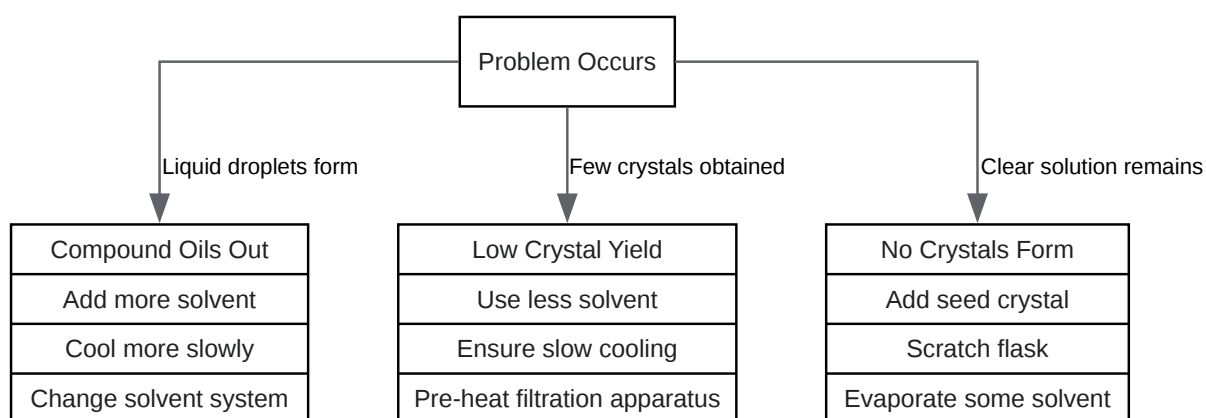 Problem Occurs
Liquid droplets form
Few crystals obtained
Clear solution remains
Compound Oils Out
Add more solvent
Cool more slowly
Change solvent system
Low Crystal Yield
Use less solvent
Ensure slow cooling
Pre-heat filtration apparatus
No Crystals Form
Add seed crystal
Scratch flask
Evaporate some solvent